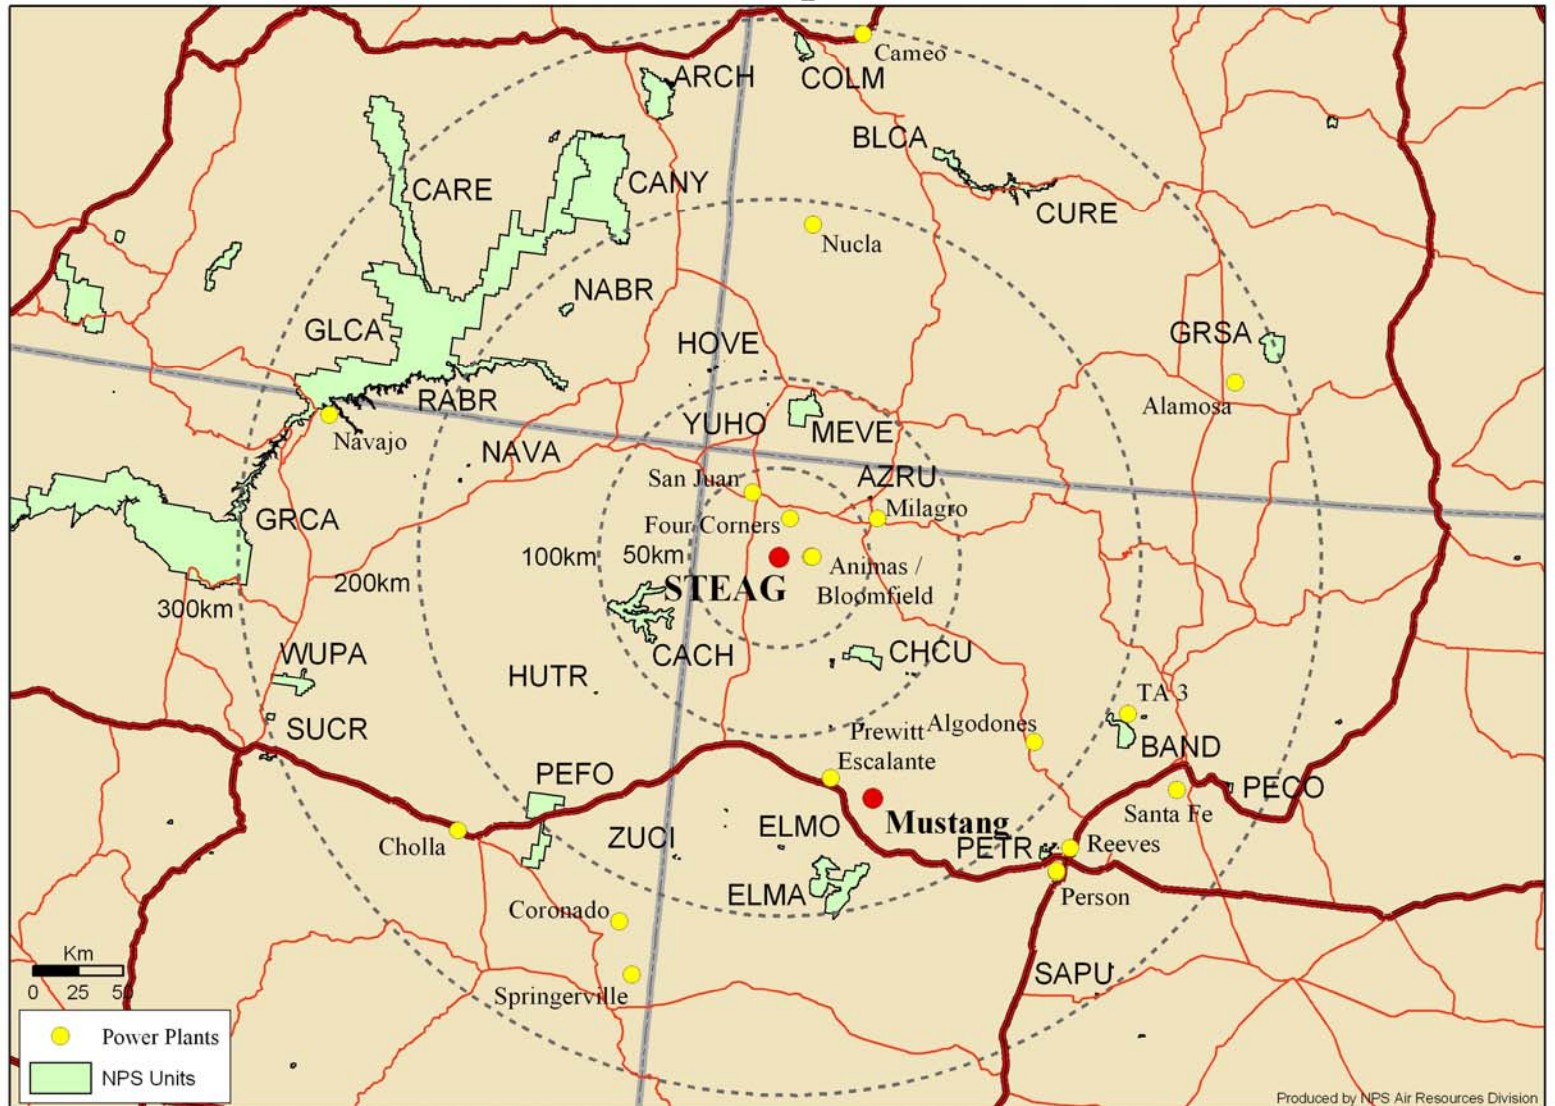 Cameo
ARCH
COLM
BLCA
CARE
CANY
CURE
Nucla
NABR
GLCA
HOVE
GRSA
RABR
Alamosa
YUHO
MEVE
Navajo
NAVA
San Juan
AZRU
Milagro
GRCA
Four Corners
100km
50km
Animas /
Bloomfield
STEAG
200km
300km
WUPA
CACH
CHCU
HUTR
TA 3
SUCR
Prewitt
Escalante
Algodones
BAND
PEFO
PECO
Santa Fe
Mustang
ELMO
ZUCI
Cholla
PETR
Reeves
ELMA
Person
Coronado
SAPU
Springerville
Km
0 25 50
Power Plants
NPS Units
Produced by NPS Air Resources Division